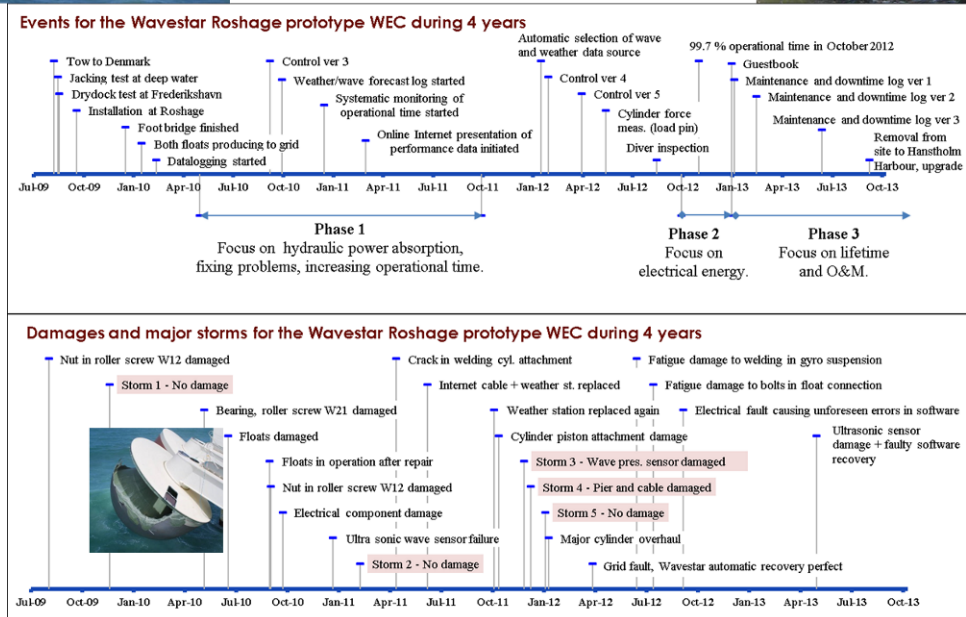 Events for the Wavestar Roshage prototype WEC during 4 years
Tow to Denmark
Jacking test at deep water
Drydock test at Frederikshavn
Installation at Roshage
Foot bridge finished
Both floats producing to grid
Datalogging started
Control ver 3
Weather/wave forecast log started
Systematic monitoring of
operational time started
Online Internet presentation of
performance data initiated
Automatic selection of wave
and weather data source
Control ver 4
Control ver 5
Cylinder force
meas. (load pin)
Diver inspection
99.7 % operational time in October 2012
Guestbook
Maintenance and downtime log ver 1
Maintenance and downtime log ver 2
Maintenance and downtime log ver 3
Removal from
site to Hanstholm
Harbour, upgrade
Jul-09 Oct-09 Jan-10 Apr-10 Jul-10 Oct-10 Jan-11 Apr-11 Jul-11 Oct-11 Jan-12 Apr-12 Jul-12 Oct-12 Jan-13 Apr-13 Jul-13 Oct-13
Phase 1
Focus on hydraulic power absorption,
fixing problems, increasing operational time.
Phase 2
Focus on
electrical energy.
Phase 3
Focus on lifetime
and O&M.
Damages and major storms for the Wavestar Roshage prototype WEC during 4 years
Nut in roller screw W12 damaged
Storm 1 - No damage
Bearing, roller screw W21 damaged
Floats damaged
Floats in operation after repair
Nut in roller screw W12 damaged
Electrical component damage
Ultra sonic wave sensor failure
Storm 2 - No damage
Crack in welding cyl. attachment
Internet cable + weather st. replaced
Weather station replaced again
Cylinder piston attachment damage
Storm 3 - Wave pres. sensor damaged
Storm 4 - Pier and cable damaged
Storm 5 - No damage
Major cylinder overhaul
Grid fault, Wavestar automatic recovery perfect
Fatigue damage to welding in gyro suspension
Fatigue damage to bolts in float connection
Electrical fault causing unforeseen errors in software
Ultrasonic sensor
damage + faulty software
recovery
Jul-09 Oct-09 Jan-10 Apr-10 Jul-10 Oct-10 Jan-11 Apr-11 Jul-11 Oct-11 Jan-12 Apr-12 Jul-12 Oct-12 Jan-13 Apr-13 Jul-13 Oct-13